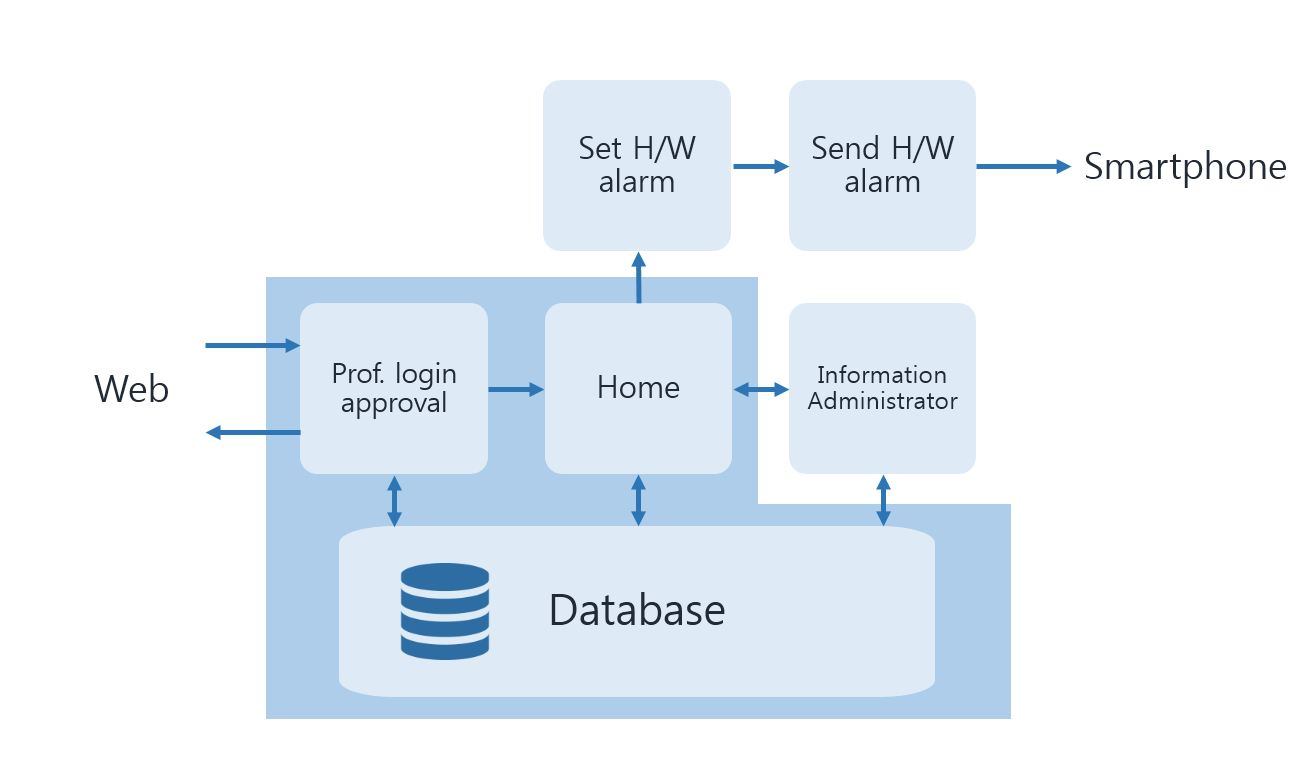 Set H/W
alarm
Send H/W
alarm
Smartphone
Web
Prof. login
approval
Home
Information
Administrator
Database